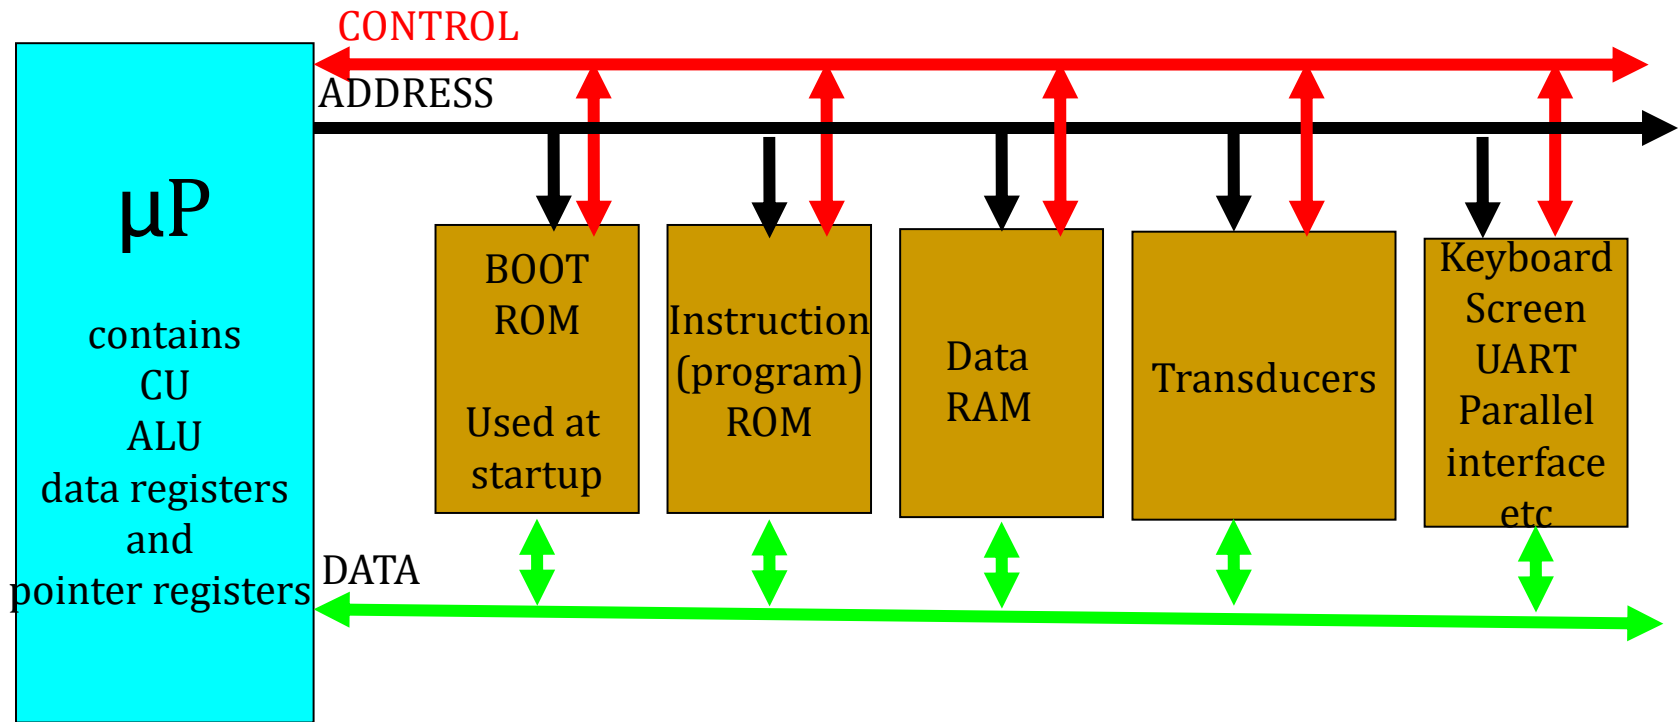 CONTROL
ADDRESS
µP
contains
CU
ALU
data registers
and
pointer registers
BOOT
ROM
Used at
startup
Instruction
(program)
ROM
Data
RAM
Transducers
Keyboard
Screen
UART
Parallel
interface
etc
DATA